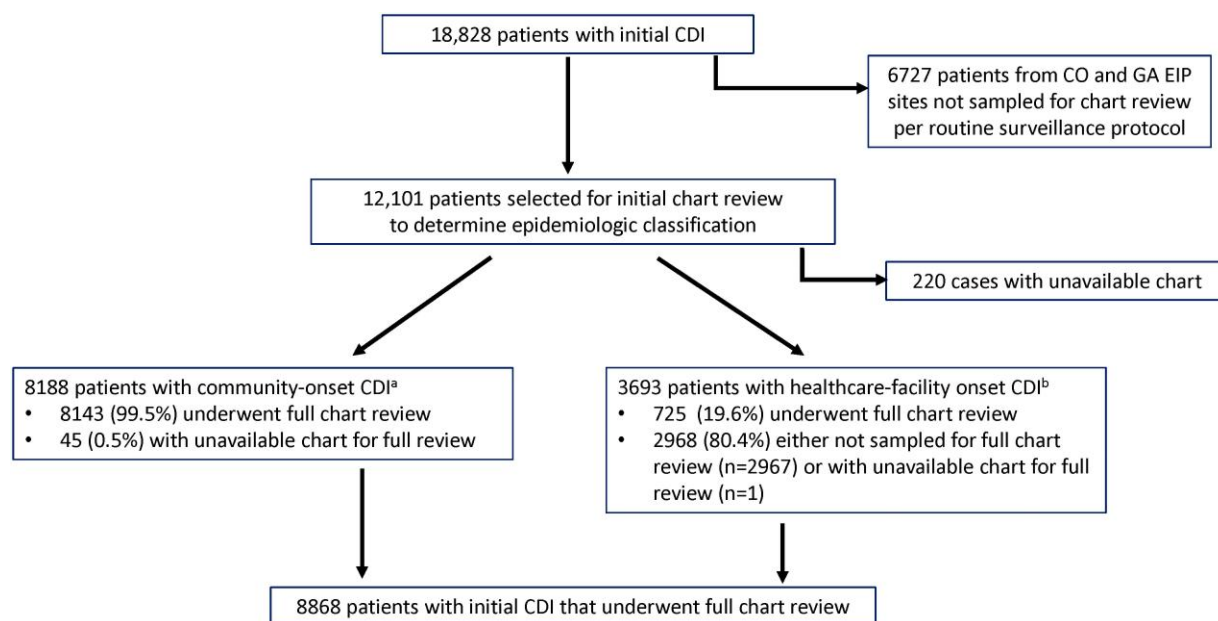 18,828 patients with initial CDI
6727 patients from CO and GA EIP
sites not sampled for chart review
per routine surveillance protocol
12,101 patients selected for initial chart review
to determine epidemiologic classification
220 cases with unavailable chart
8188 patients with community-onset CDIᵃ
• 8143 (99.5%) underwent full chart review
• 45 (0.5%) with unavailable chart for full review
3693 patients with healthcare-facility onset CDIᵇ
• 725 (19.6%) underwent full chart review
• 2968 (80.4%) either not sampled for full chart
review (n=2967) or with unavailable chart for full
review (n=1)
8868 patients with initial CDI that underwent full chart review